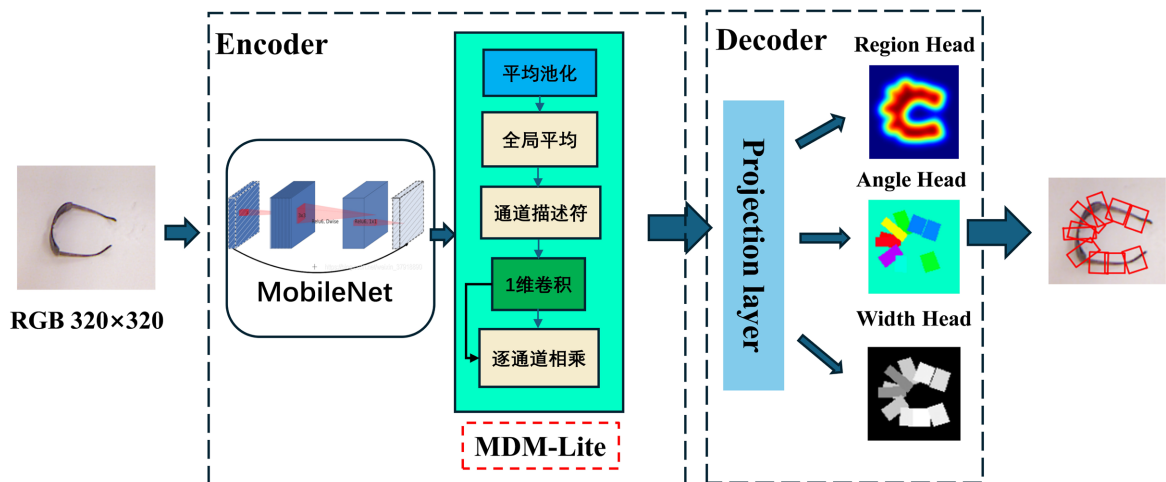 Encoder
Decoder
Region Head
平均池化
全局平均
Projection layer
Angle Head
通道描述符
1维卷积
MobileNet
RGB 320×320
Width Head
逐通道相乘
MDM-Lite